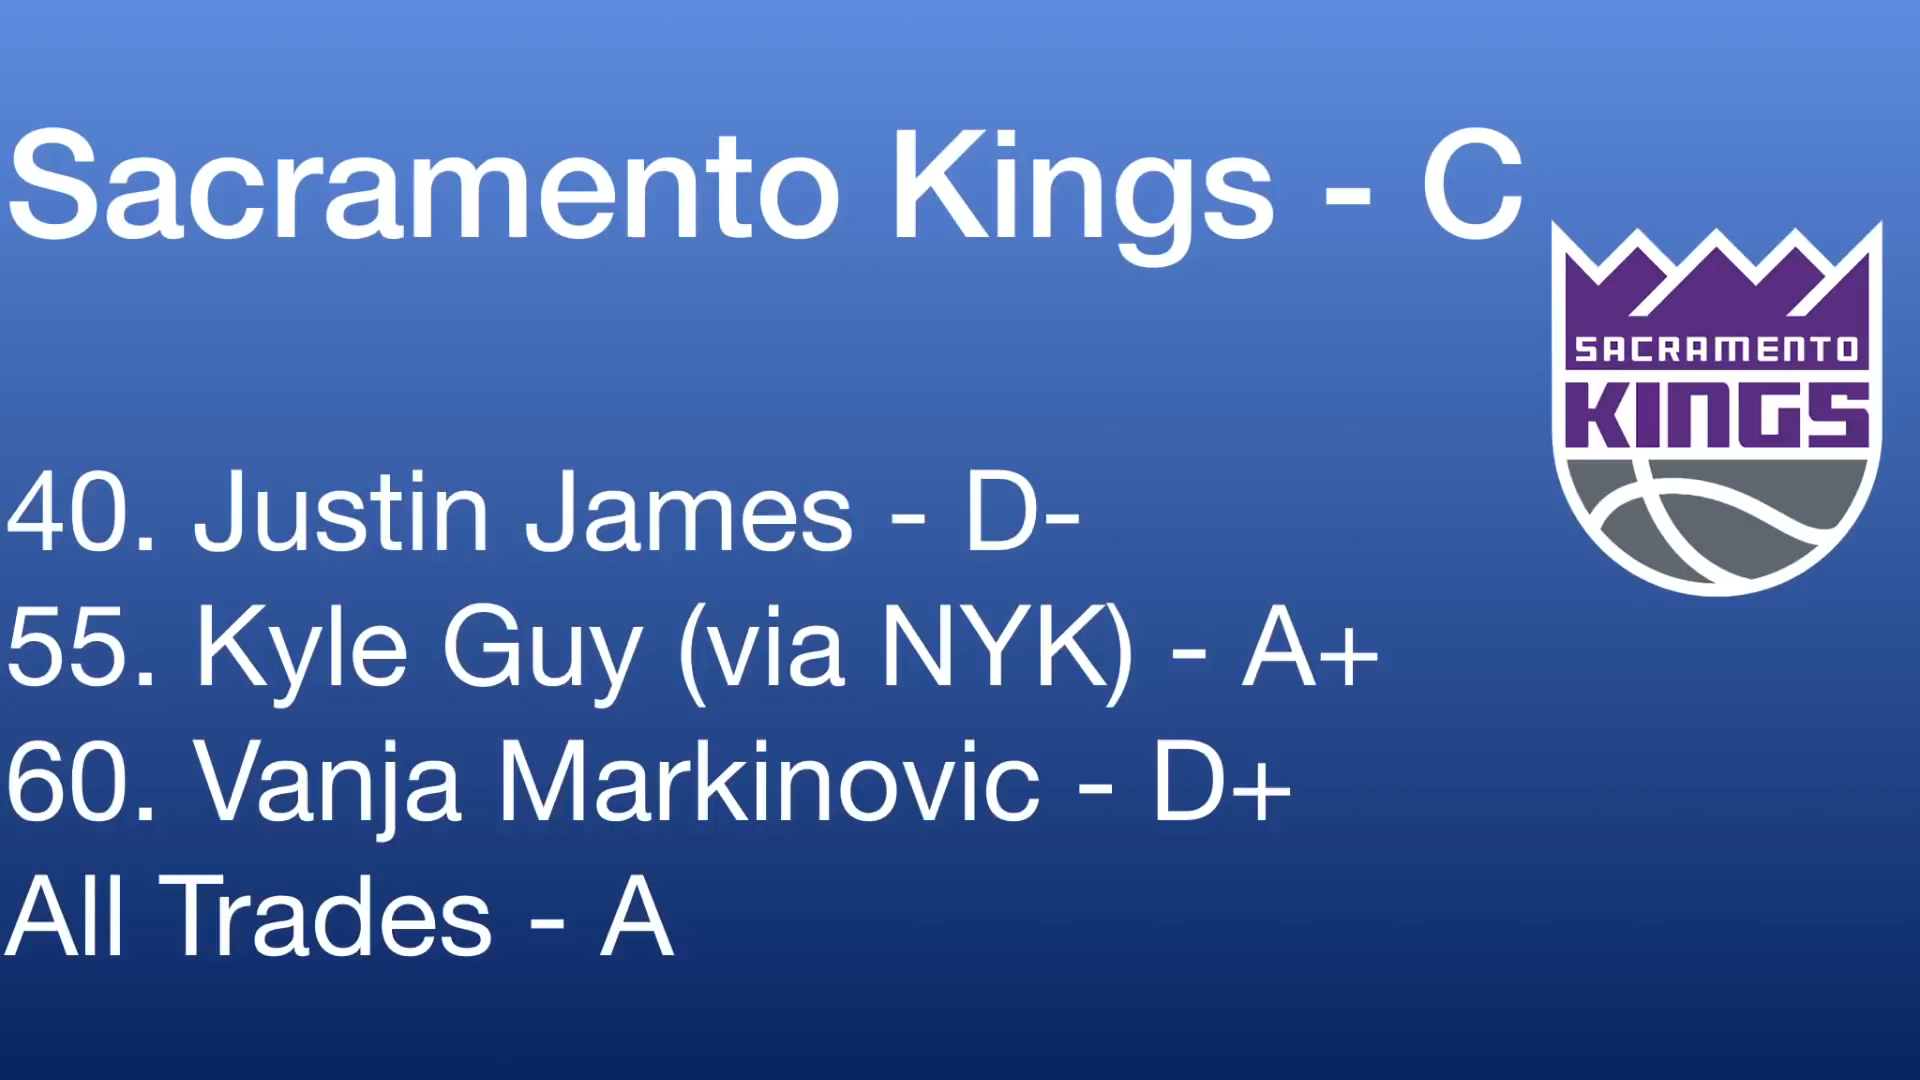 Sacramento Kings - C
SACRAMENTO
KINGS
40. Justin James - D-
55. Kyle Guy (via NYK) - A+
60. Vanja Markinovic - D+
All Trades - A